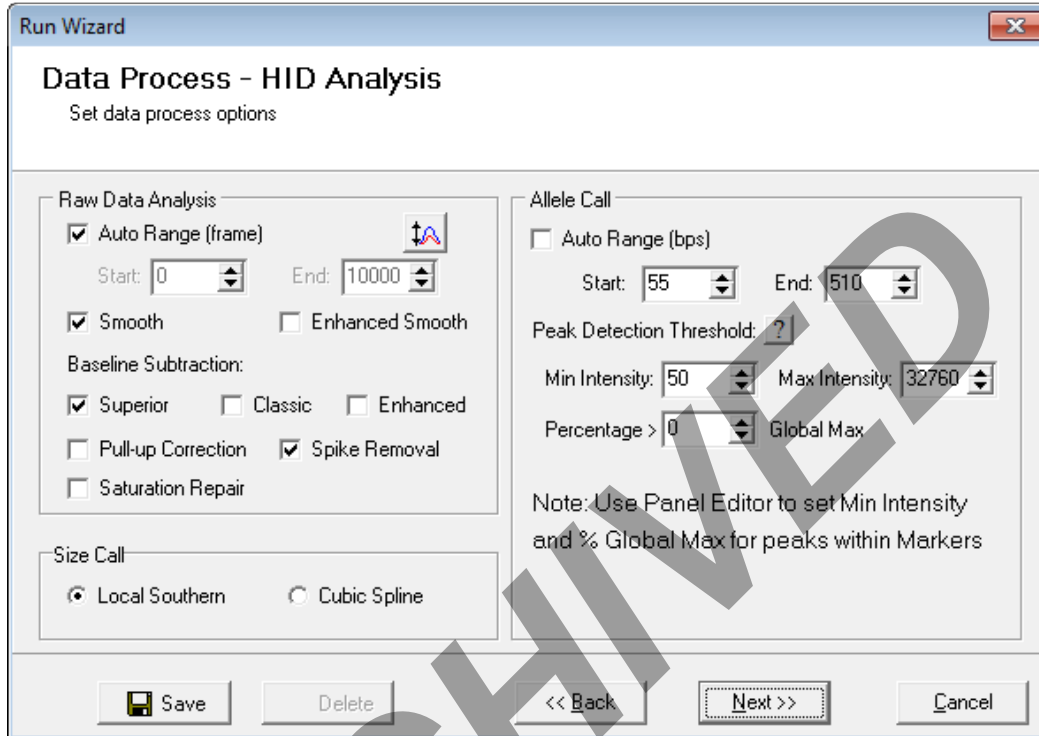 Run Wizard
Data Process - HID Analysis
Set data process options
Raw Data Analysis
Auto Range (frame)
Start: 0 End: 10000
Smooth Enhanced Smooth
Baseline Subtraction:
Superior Classic Enhanced
Pull-up Correction Spike Removal
Saturation Repair
Size Call
Local Southern Cubic Spline
Allele Call
Auto Range (bps)
Start: 55 End: 510
Peak Detection Threshold: ?
Min Intensity: 50 Max Intensity: 32760
Percentage > 0 Global Max
Note: Use Panel Editor to set Min Intensity
and % Global Max for peaks within Markers
Save Delete << Back Next >> Cancel
CHIVED